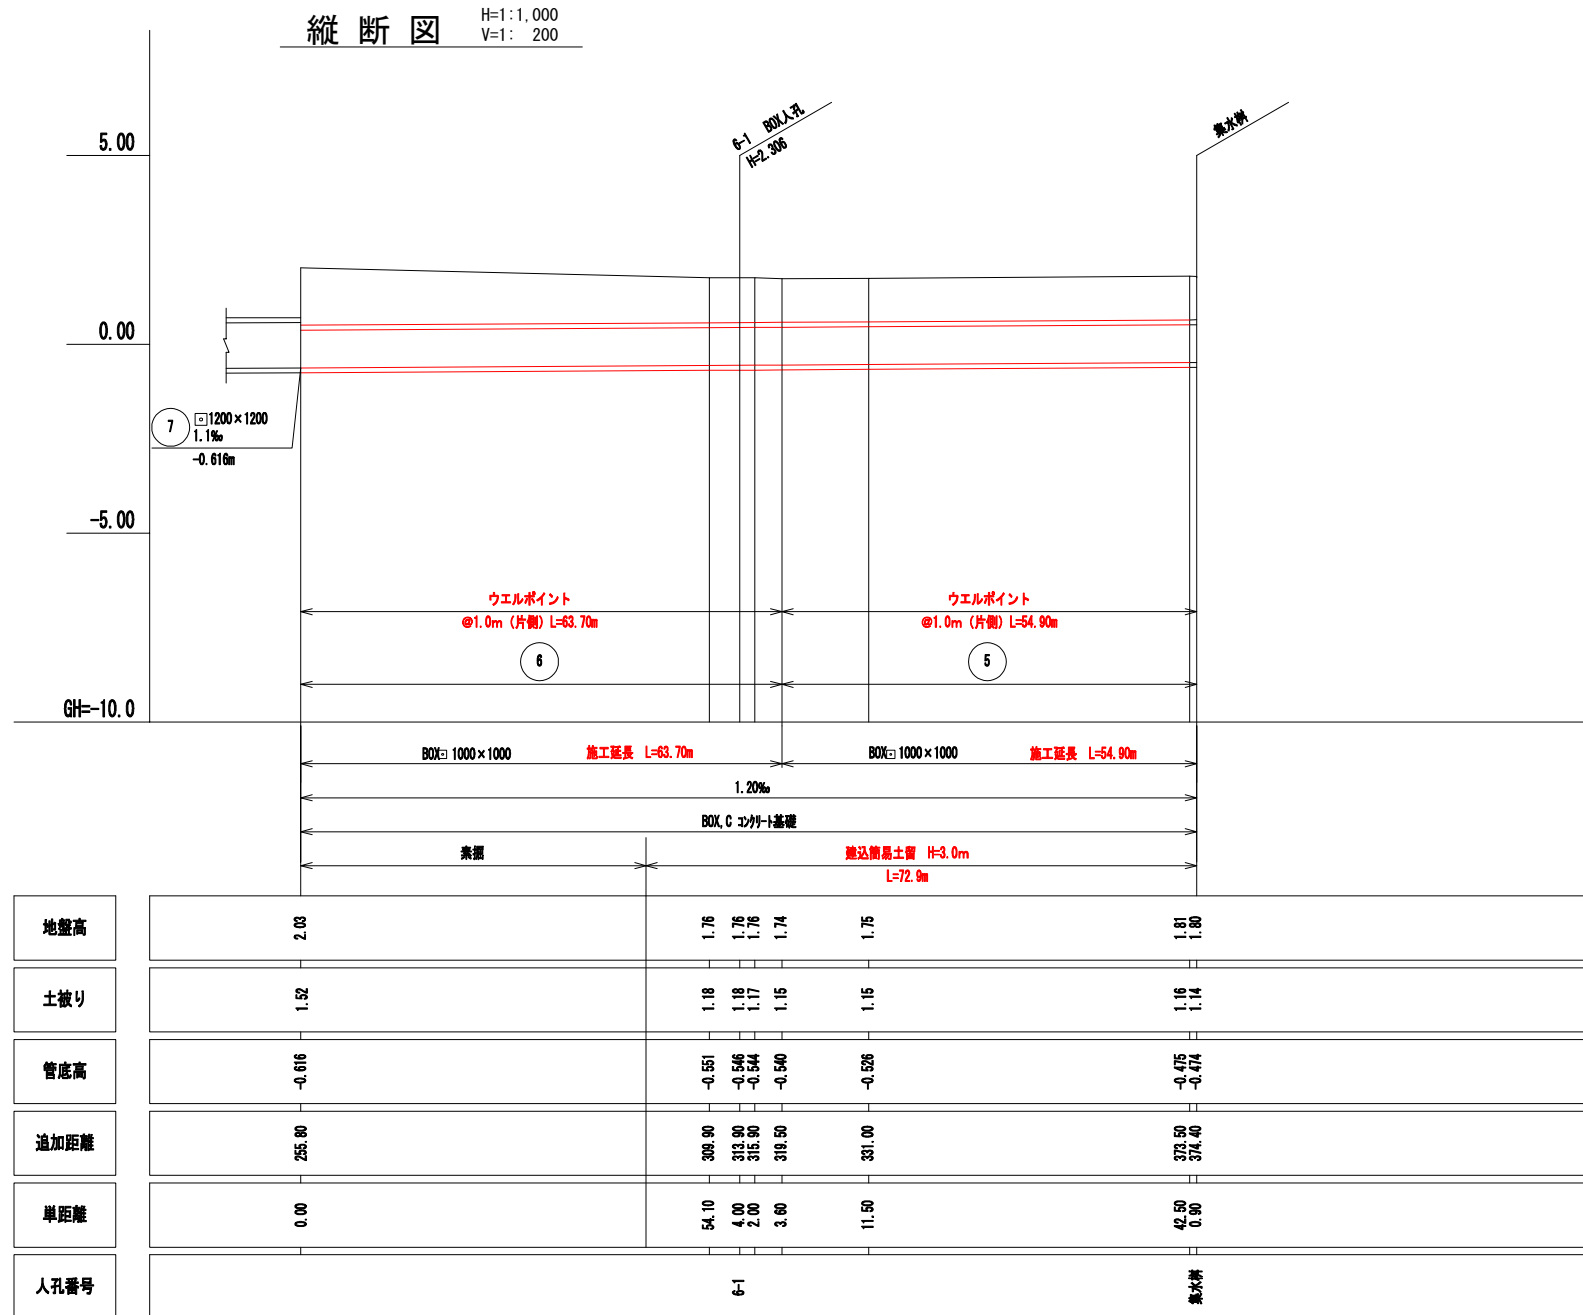 縦断図
H=1:1,000
V=1: 200
5.00
0.00
-5.00
GH=-10.0
6-1 BOX人孔
H=2.306
集水桝
7
1200×1200
1.1‰
-0.616m
ウエルポイント
@1.0m (片側) L=63.70m
ウエルポイント
@1.0m (片側) L=54.90m
6
5
BOX 1000×1000 施工延長 L=63.70m
BOX 1000×1000 施工延長 L=54.90m
1.20‰
BOX,C コンクリート基礎
素掘
建込簡易土留 H=3.0m
L=72.9m
地盤高 2.03 1.76 1.76 1.76 1.74 1.75 1.81 1.80
土被り 1.52 1.18 1.18 1.17 1.15 1.15 1.16 1.14
管底高 -0.616 -0.551 -0.546 -0.544 -0.540 -0.526 -0.475 -0.474
追加距離 255.80 309.90 313.90 315.90 319.50 331.00 373.50 374.40
単距離 0.00 54.10 4.00 2.00 3.60 11.50 42.50 0.90
人孔番号 6-1 集水桝